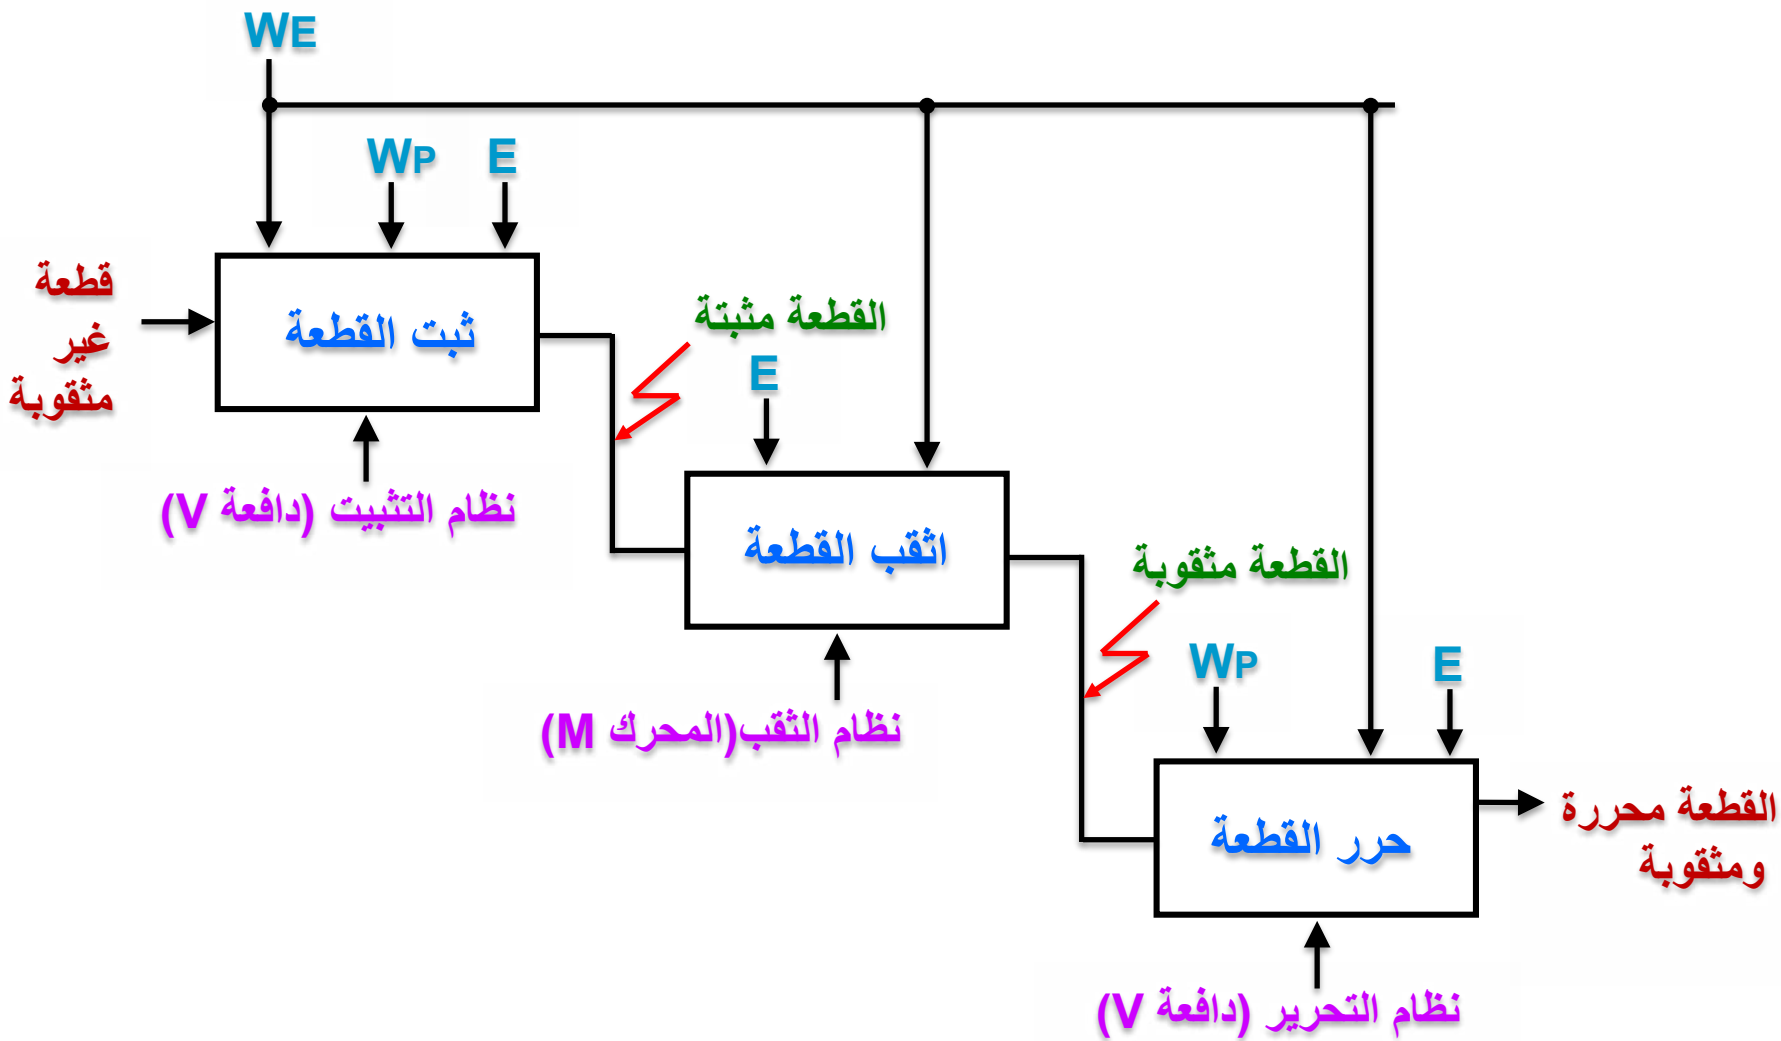 WE
WP
E
قطعة
غير
مثقوبة
ثبت القطعة
القطعة مثبتة
E
نظام التثبيت (دافعة V)
اثقب القطعة
القطعة مثقوبة
WP
E
نظام الثقب(المحرك M)
حرر القطعة
القطعة محررة
ومثقوبة
نظام التحرير (دافعة V)